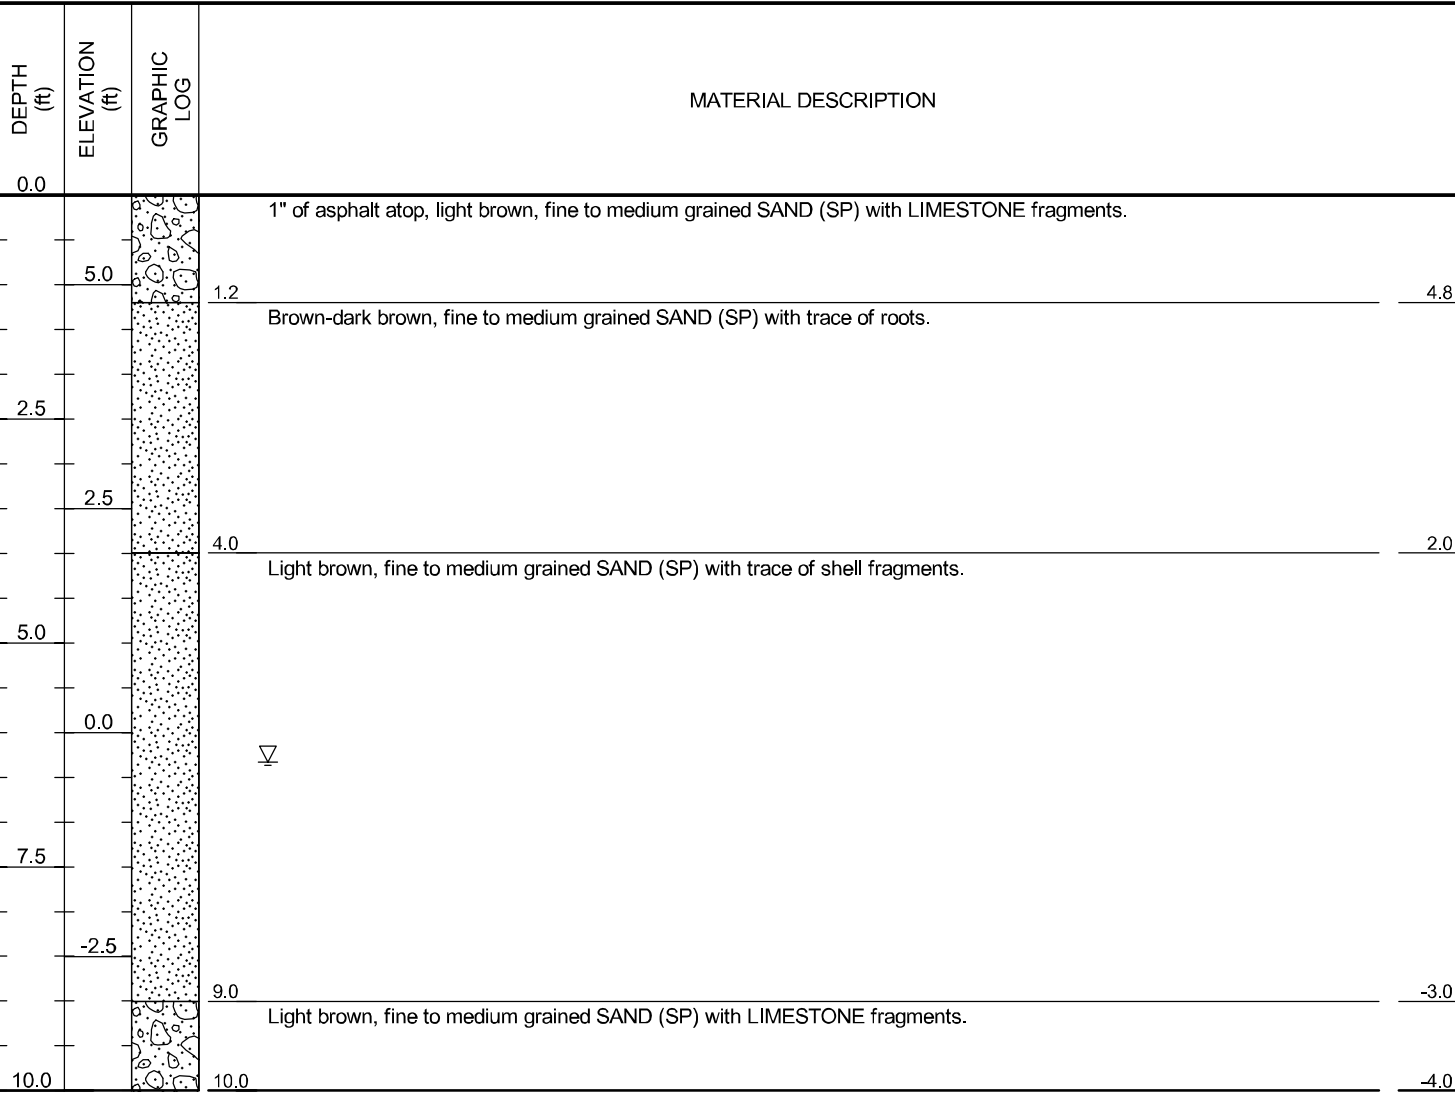 DEPTH
(ft)
ELEVATION
(ft)
GRAPHIC
LOG
MATERIAL DESCRIPTION
0.0
1" of asphalt atop, light brown, fine to medium grained SAND (SP) with LIMESTONE fragments.
5.0
1.2
4.8
Brown-dark brown, fine to medium grained SAND (SP) with trace of roots.
2.5
2.5
4.0
2.0
Light brown, fine to medium grained SAND (SP) with trace of shell fragments.
5.0
0.0
7.5
-2.5
9.0
-3.0
Light brown, fine to medium grained SAND (SP) with LIMESTONE fragments.
10.0
10.0
-4.0